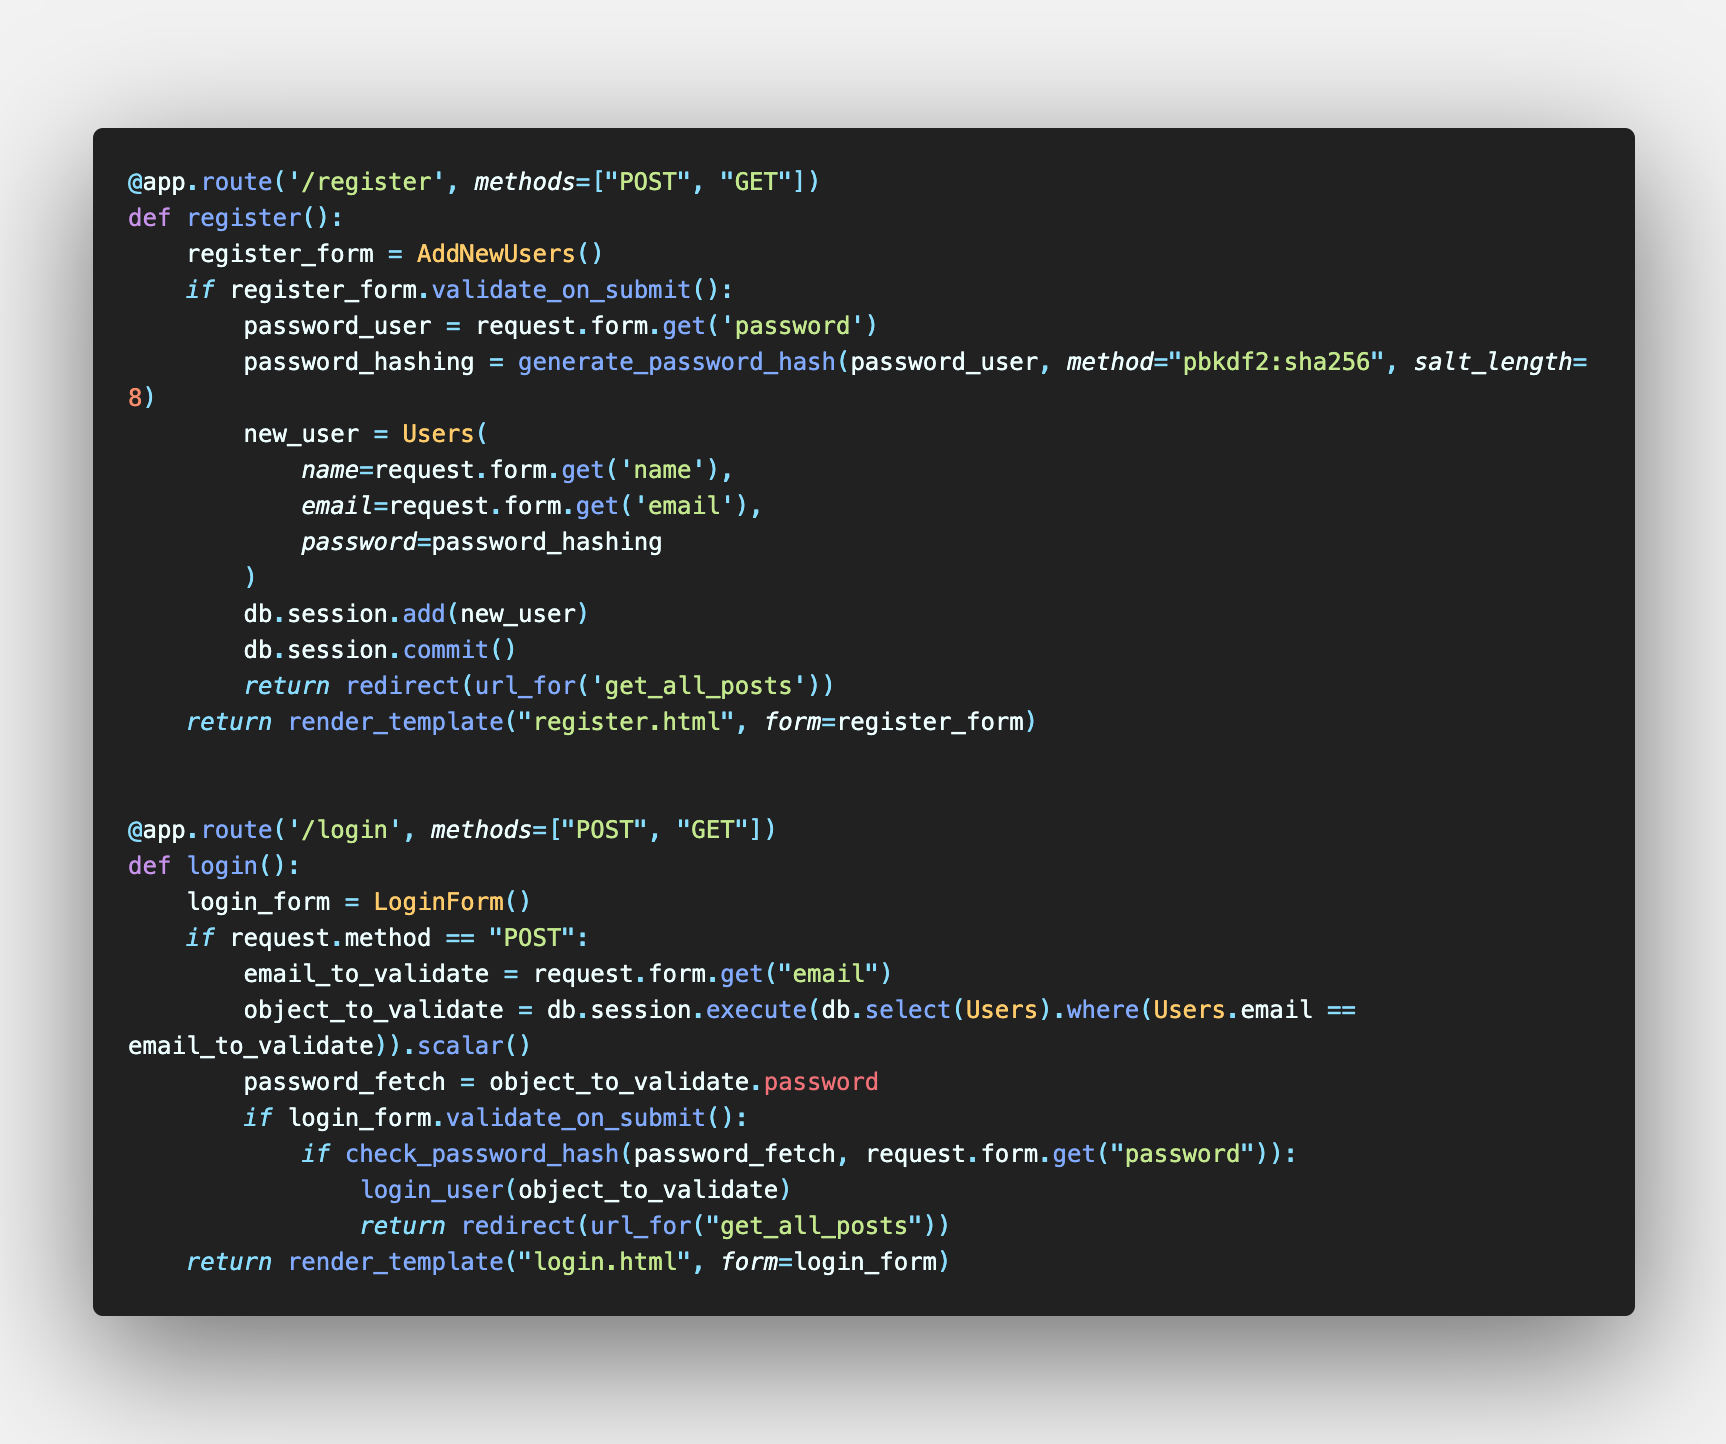 @app.route('/register', methods=["POST", "GET"])
def register():
    register_form = AddNewUsers()
    if register_form.validate_on_submit():
        password_user = request.form.get('password')
        password_hashing = generate_password_hash(password_user, method="pbkdf2:sha256", salt_length=
8)
        new_user = Users(
            name=request.form.get('name'),
            email=request.form.get('email'),
            password=password_hashing
        )
        db.session.add(new_user)
        db.session.commit()
        return redirect(url_for('get_all_posts'))
    return render_template("register.html", form=register_form)


@app.route('/login', methods=["POST", "GET"])
def login():
    login_form = LoginForm()
    if request.method == "POST":
        email_to_validate = request.form.get("email")
        object_to_validate = db.session.execute(db.select(Users).where(Users.email ==
email_to_validate)).scalar()
        password_fetch = object_to_validate.password
        if login_form.validate_on_submit():
            if check_password_hash(password_fetch, request.form.get("password")):
                login_user(object_to_validate)
                return redirect(url_for("get_all_posts"))
    return render_template("login.html", form=login_form)